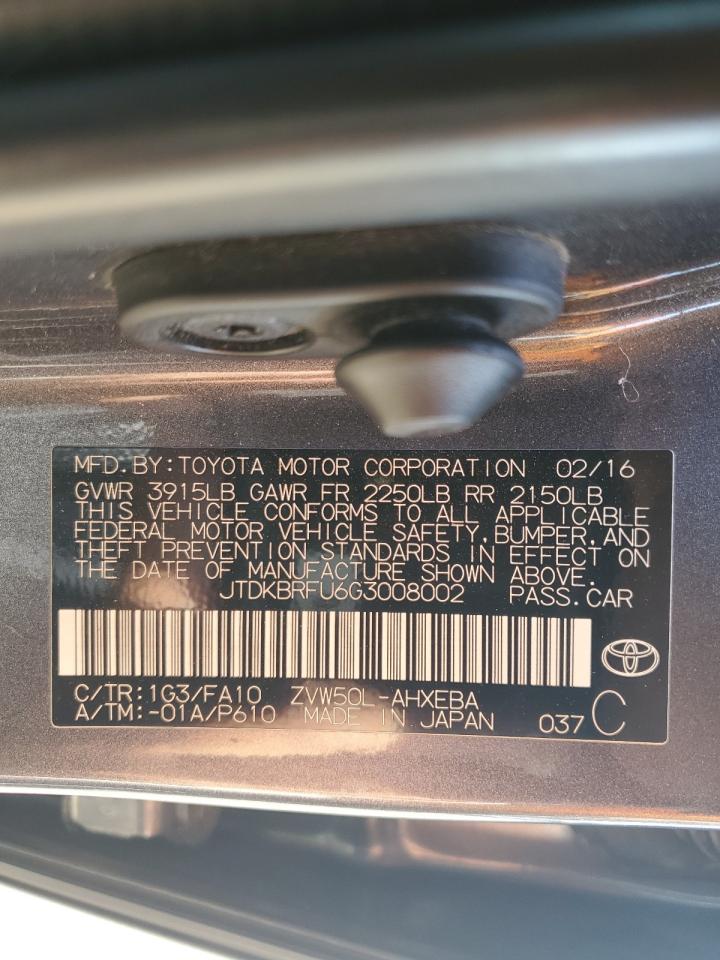 MFD. BY: TOYOTA MOTOR CORPORATION 02/16
GVWR 3915LB GAWR FR 2250LB RR 2150LB
THIS VEHICLE CONFORMS TO ALL APPLICABLE
FEDERAL MOTOR VEHICLE SAFETY, BUMPER, AND
THEFT PREVENTION STANDARDS IN EFFECT ON
THE DATE OF MANUFACTURE SHOWN ABOVE.
JTDKBRFU6G3008002 PASS. CAR
C/TR: 1G3/FA10 ZVW50L-AHXEBA
A/TM: -01A/P610 MADE IN JAPAN 037 C